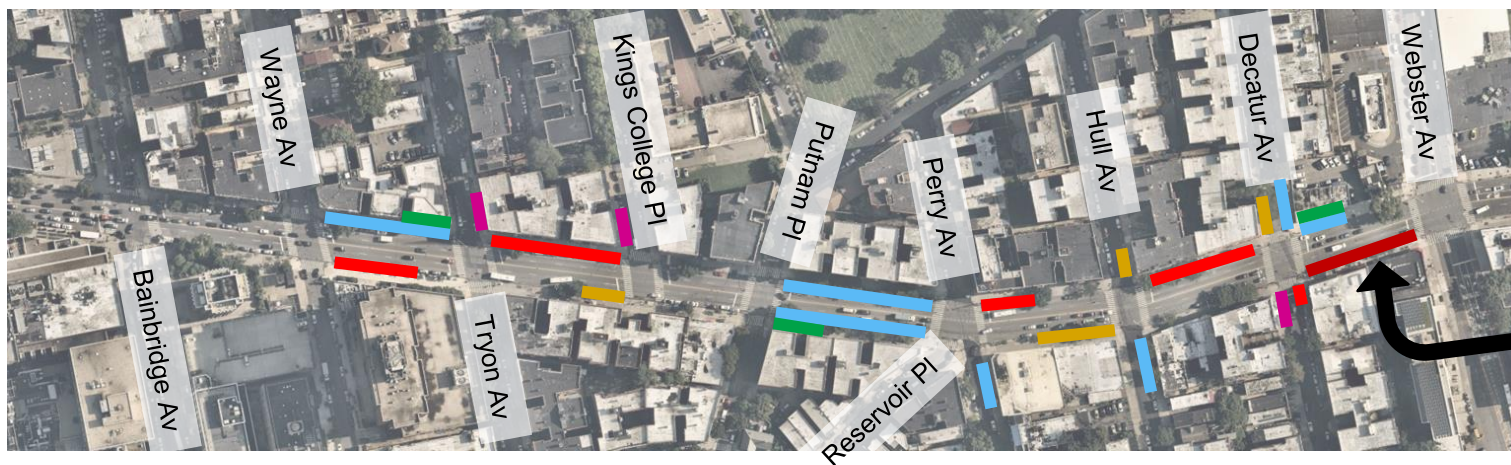 Wayne Av
Kings College Pl
Putnam Pl
Perry Av
Hull Av
Decatur Av
Webster Av
Bainbridge Av
Tryon Av
Reservoir Pl